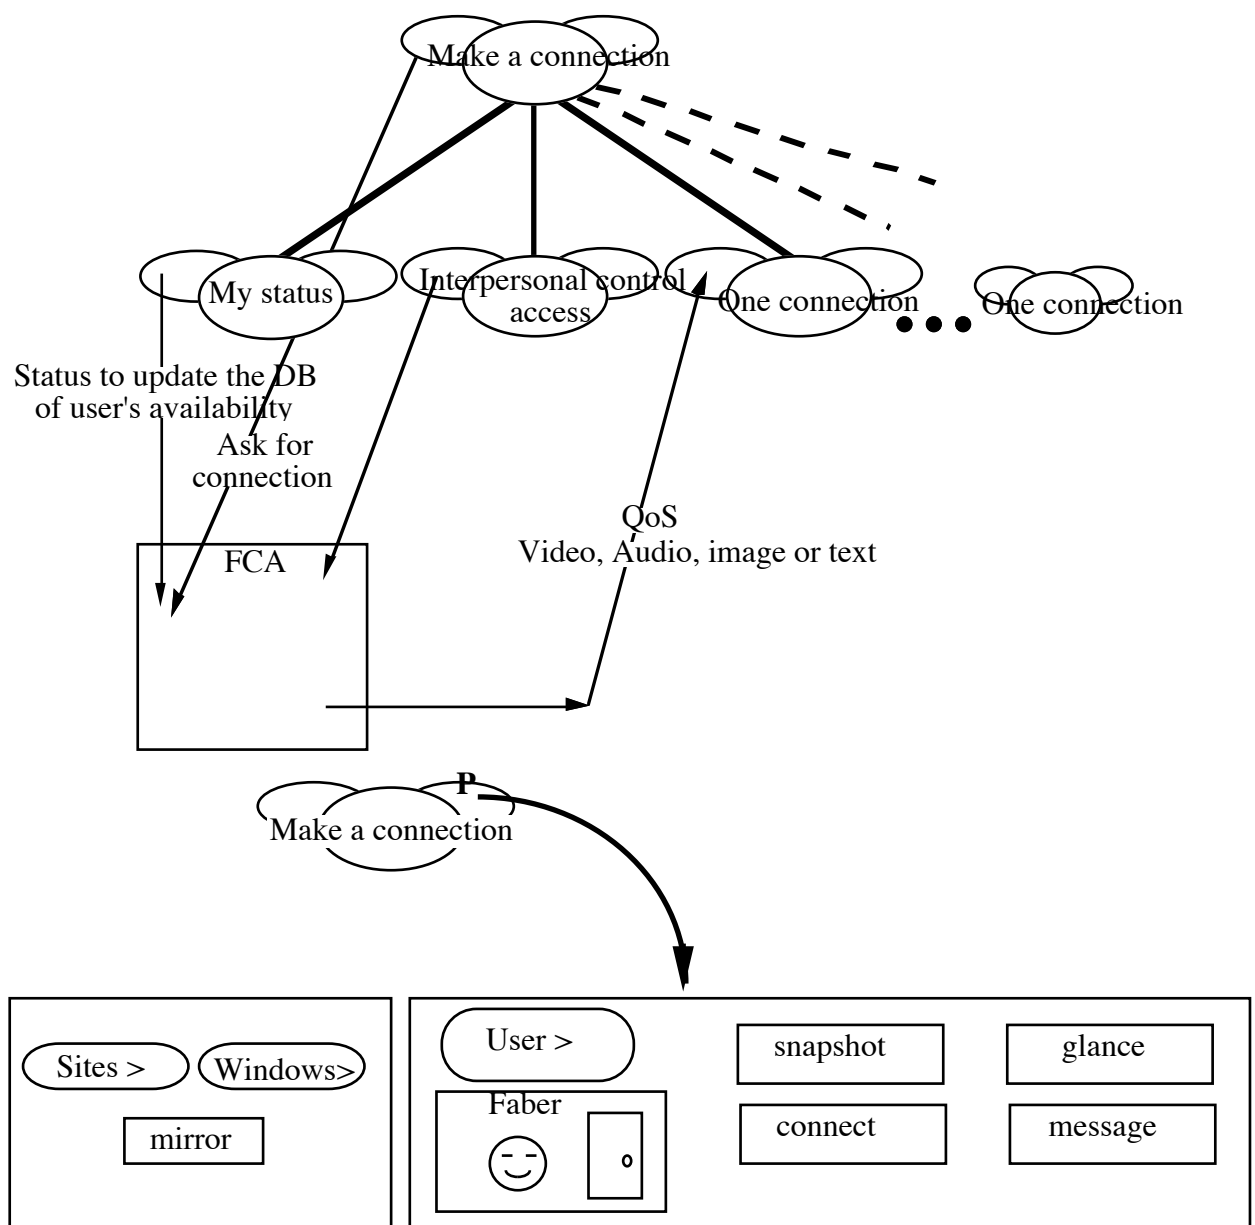 Make a connection
My status
Interpersonal control
access
One connection
One connection
Status to update the DB
of user's availability
Ask for
connection
QoS
Video, Audio, image or text
FCA
P
Make a connection
Sites >
Windows>
mirror
User >
Faber
snapshot
glance
connect
message